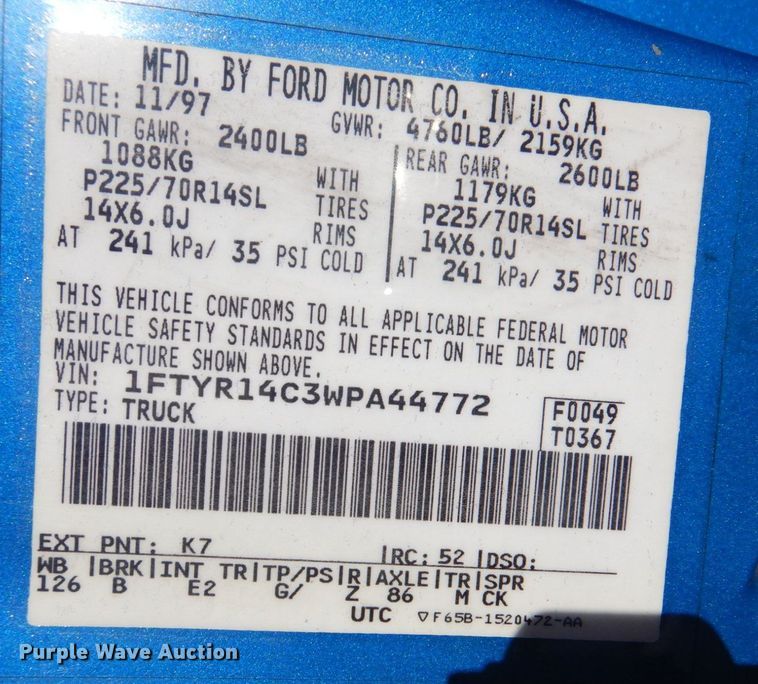 MFD. BY FORD MOTOR CO. IN U.S.A.
DATE: 11/97 GVWR: 4760LB/ 2159KG
FRONT GAWR: 2400LB
1088KG WITH
P225/70R14SL TIRES
14X6.0J RIMS
AT 241 kPa/ 35 PSI COLD
REAR GAWR: 2600LB
1179KG WITH
P225/70R14SL TIRES
14X6.0J RIMS
AT 241 kPa/ 35 PSI COLD
THIS VEHICLE CONFORMS TO ALL APPLICABLE FEDERAL MOTOR
VEHICLE SAFETY STANDARDS IN EFFECT ON THE DATE OF
MANUFACTURE SHOWN ABOVE.
VIN: 1FTYR14C3WPA44772
TYPE: TRUCK
F0049
T0367
EXT PNT: K7 |RC: 52 |DSO:
WB |BRK|INT TR|TP/PS|R|AXLE|TR|SPR
126 B E2 G/ Z 86 M CK
UTC ▽F65B-1520472-AA
Purple Wave Auction